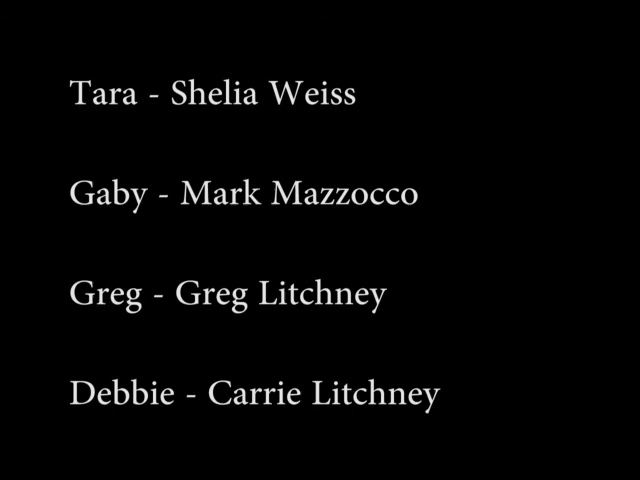 Tara - Shelia Weiss
Gaby - Mark Mazzocco
Greg - Greg Litchney
Debbie - Carrie Litchney